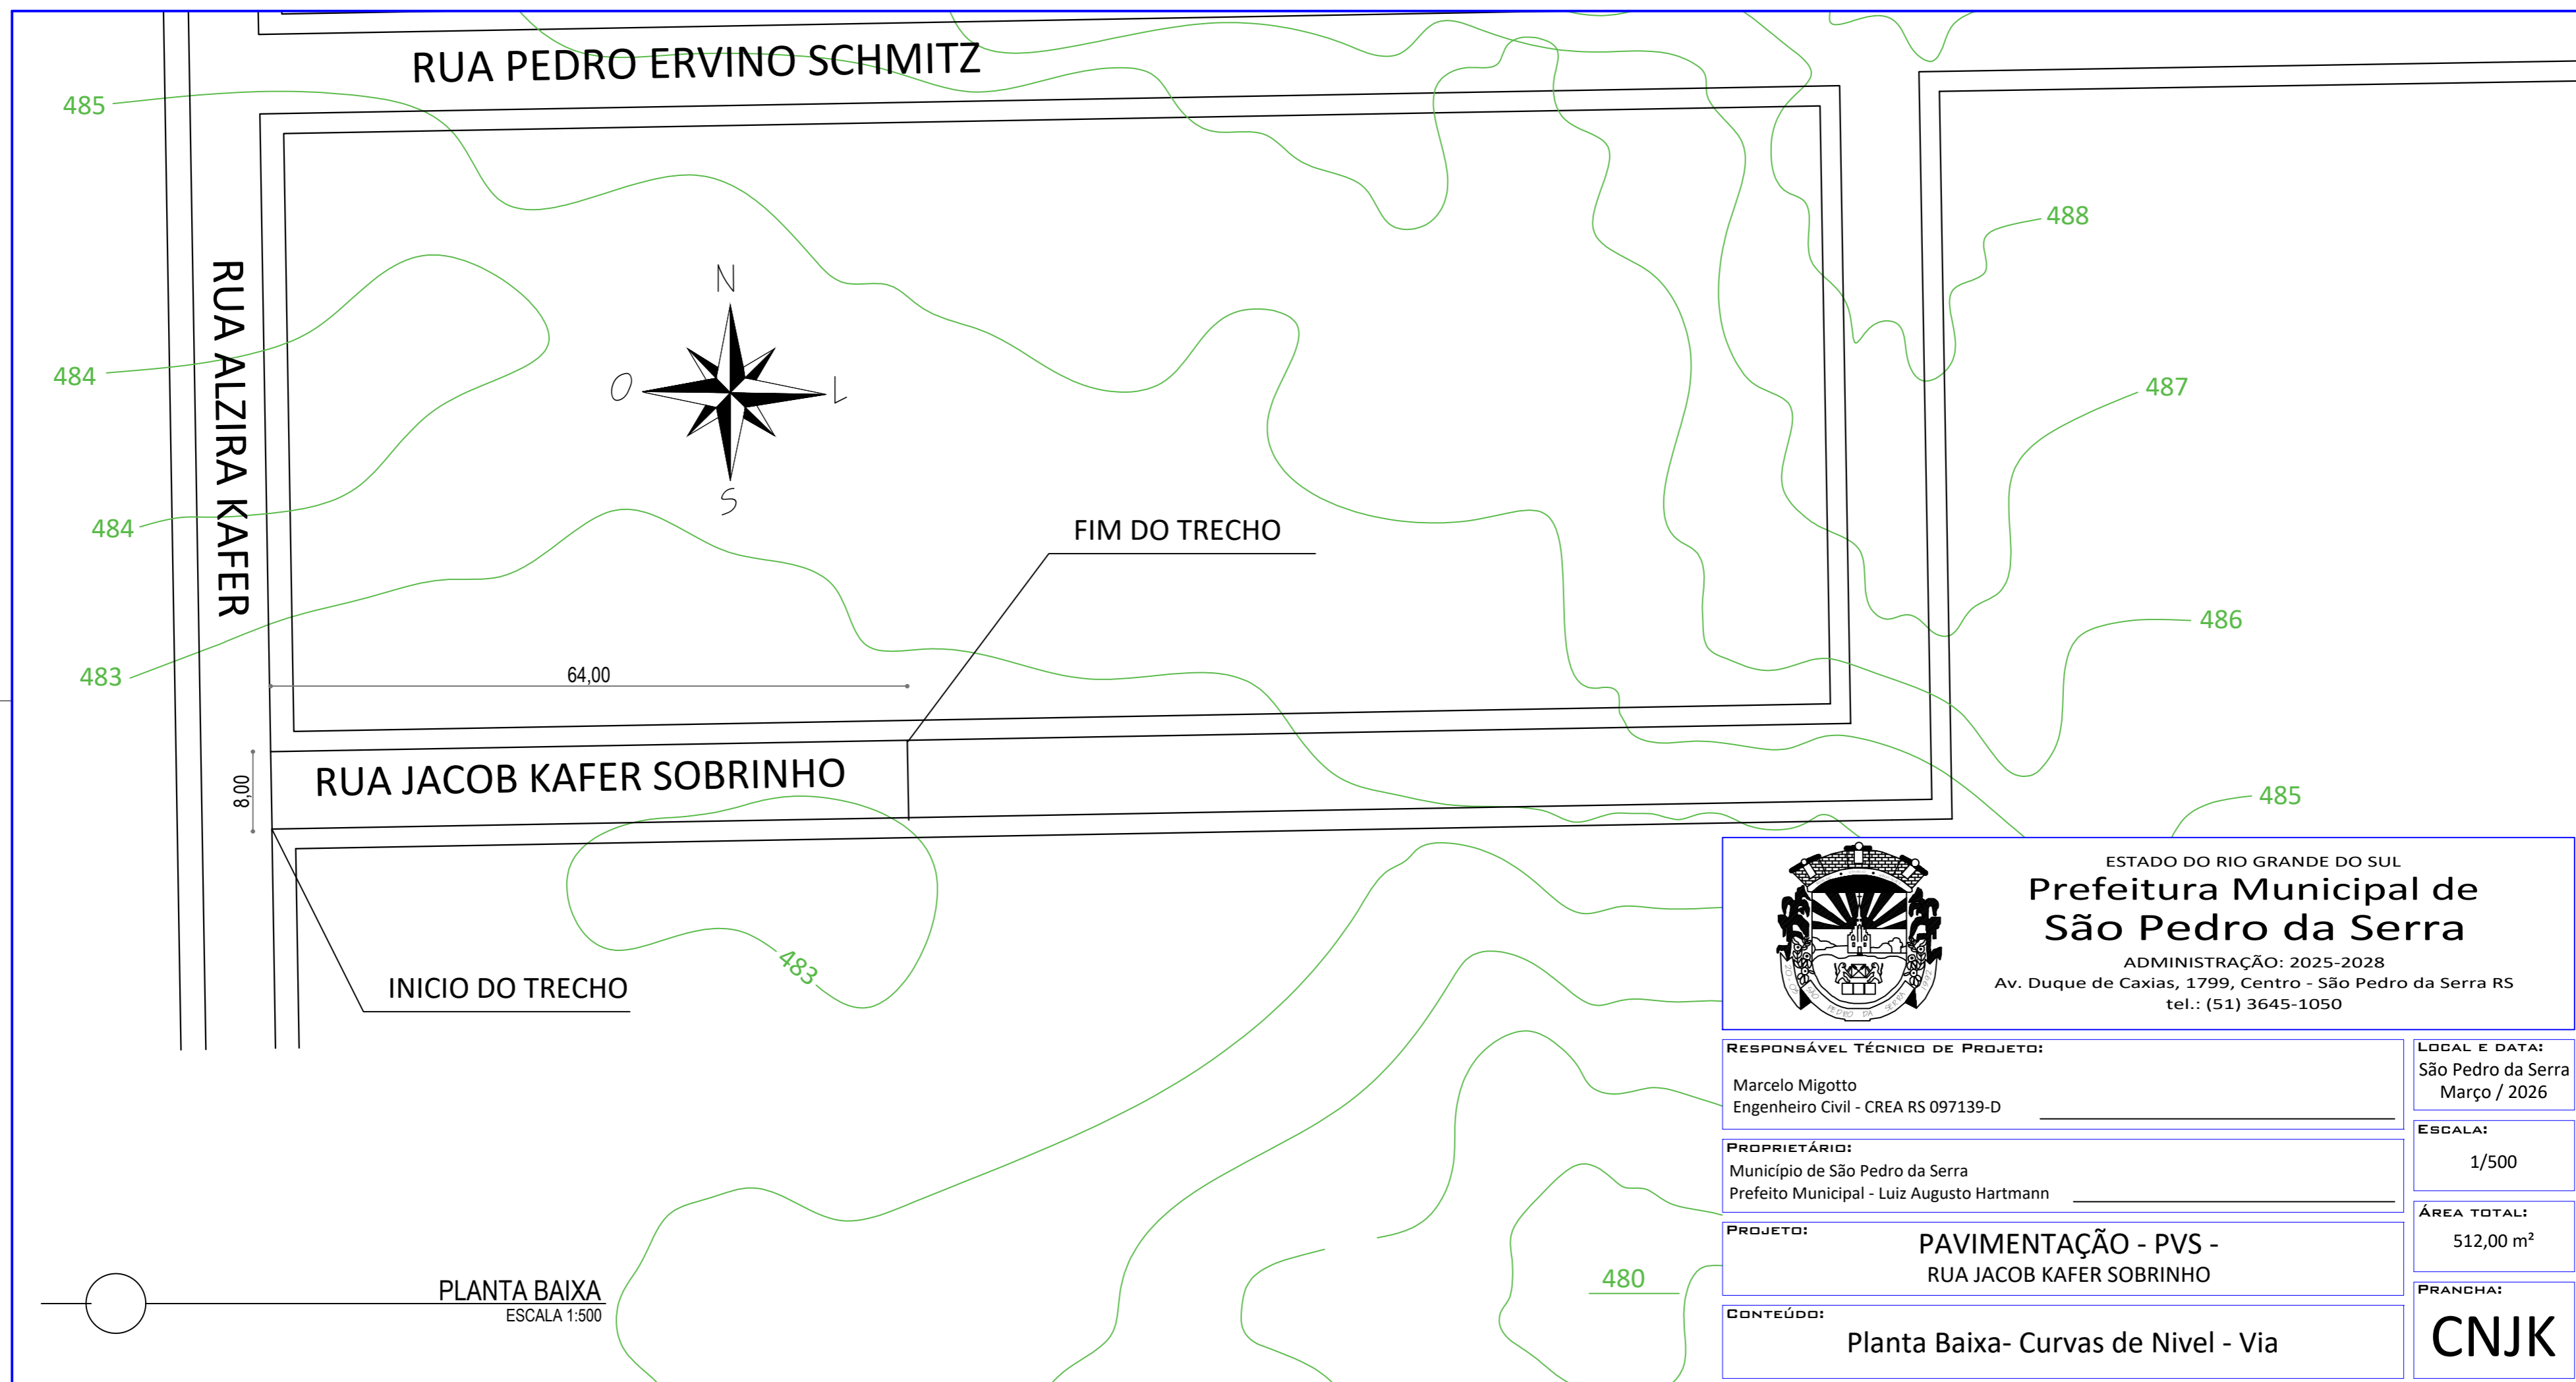 RUA PEDRO ERVINO SCHMITZ
485
488
RUA ALZIRA KAFER
N
O
L
S
484
487
484
FIM DO TRECHO
486
483
64,00
8,00
RUA JACOB KAFER SOBRINHO
485
483
INICIO DO TRECHO
480
PLANTA BAIXA
ESCALA 1:500
ESTADO DO RIO GRANDE DO SUL
Prefeitura Municipal de
São Pedro da Serra
ADMINISTRAÇÃO: 2025-2028
Av. Duque de Caxias, 1799, Centro - São Pedro da Serra RS
tel.: (51) 3645-1050
SÃO PEDRO DA SERRA
1992
RESPONSÁVEL TÉCNICO DE PROJETO:
Marcelo Migotto
Engenheiro Civil - CREA RS 097139-D
LOCAL E DATA:
São Pedro da Serra
Março / 2026
PROPRIETÁRIO:
Município de São Pedro da Serra
Prefeito Municipal - Luiz Augusto Hartmann
ESCALA:
1/500
PROJETO:
PAVIMENTAÇÃO - PVS -
RUA JACOB KAFER SOBRINHO
ÁREA TOTAL:
512,00 m²
CONTEÚDO:
Planta Baixa- Curvas de Nivel - Via
PRANCHA:
CNJK